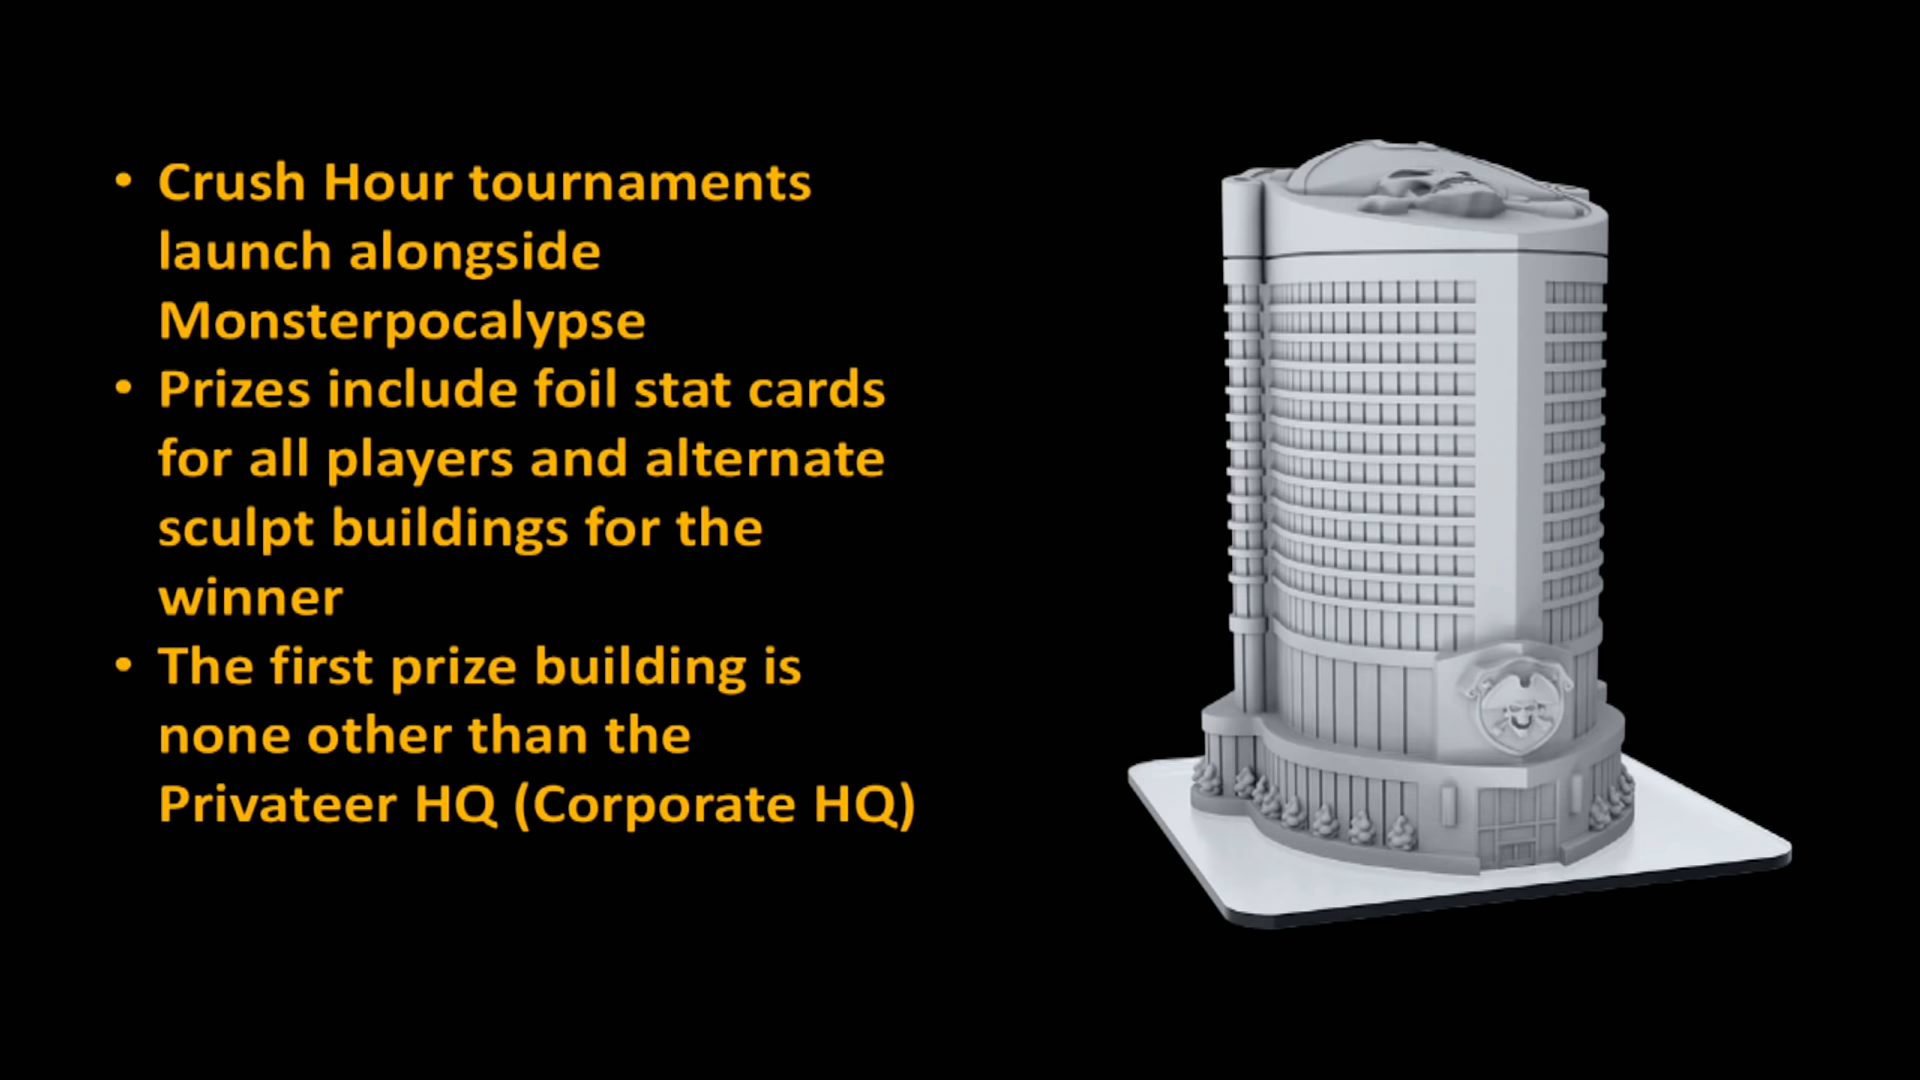 • Crush Hour tournaments
launch alongside
Monsterpocalypse
• Prizes include foil stat cards
for all players and alternate
sculpt buildings for the
winner
• The first prize building is
none other than the
Privateer HQ (Corporate HQ)